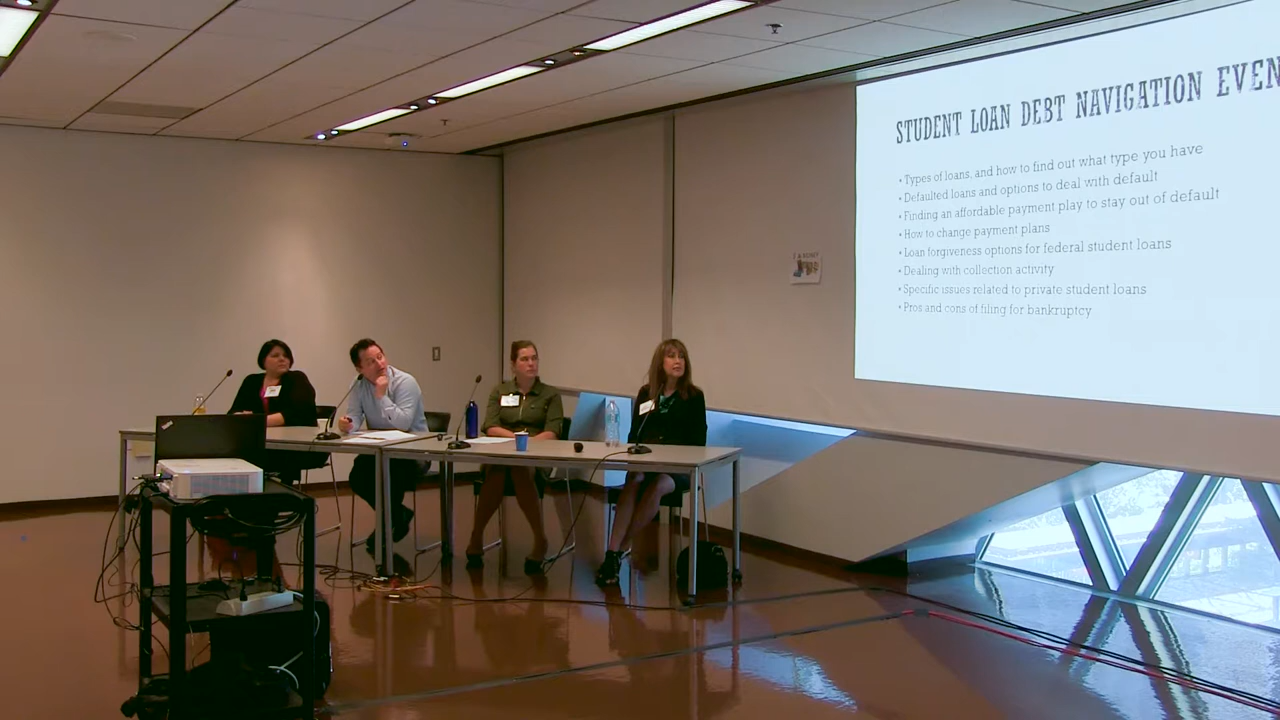 STUDENT LOAN DEBT NAVIGATION EVEN
• Types of loans, and how to find out what type you have
• Defaulted loans and options to deal with default
• Finding an affordable payment play to stay out of default
• How to change payment plans
• Loan forgiveness options for federal student loans
• Dealing with collection activity
• Specific issues related to private student loans
• Pros and cons of filing for bankruptcy